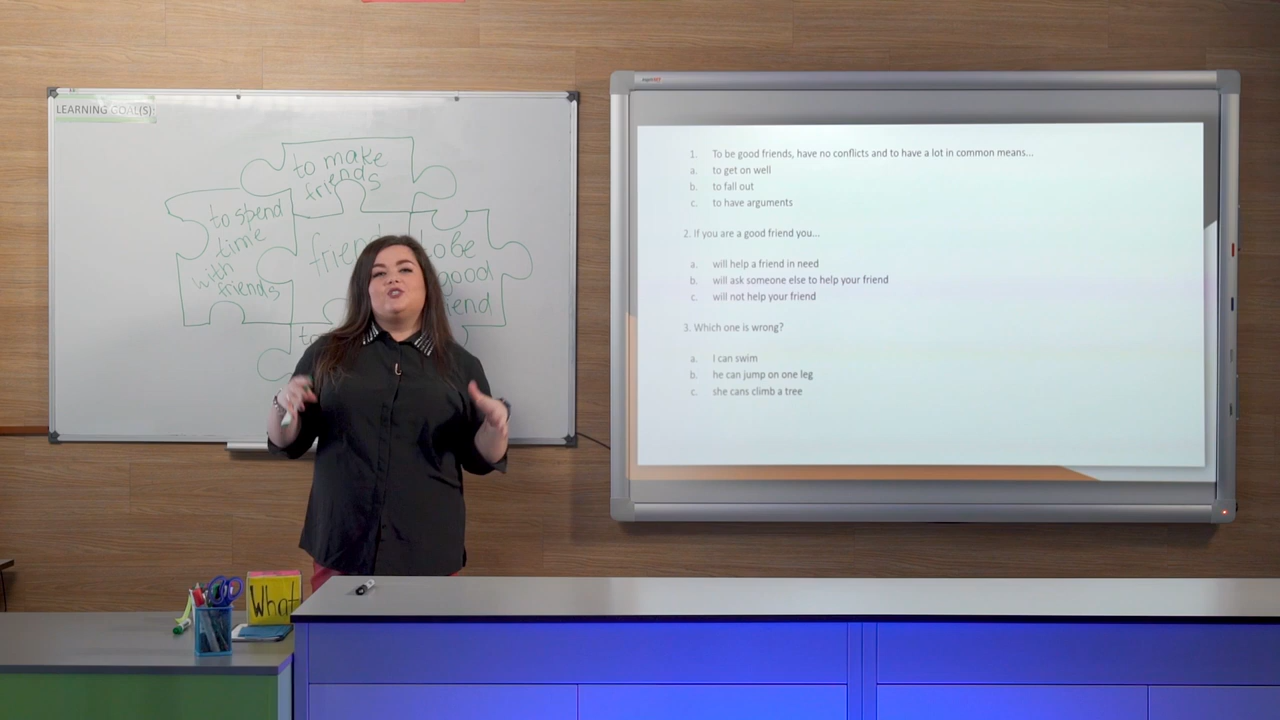 LEARNING GOAL(S):
to make
friends
to spend
time
with
friends
to be
good
1. To be good friends, have no conflicts and to have a lot in common means...
a. to get on well
b. to fall out
c. to have arguments
2. If you are a good friend you...
a. will help a friend in need
b. will ask someone else to help your friend
c. will not help your friend
3. Which one is wrong?
a. I can swim
b. he can jump on one leg
c. she cans climb a tree
What